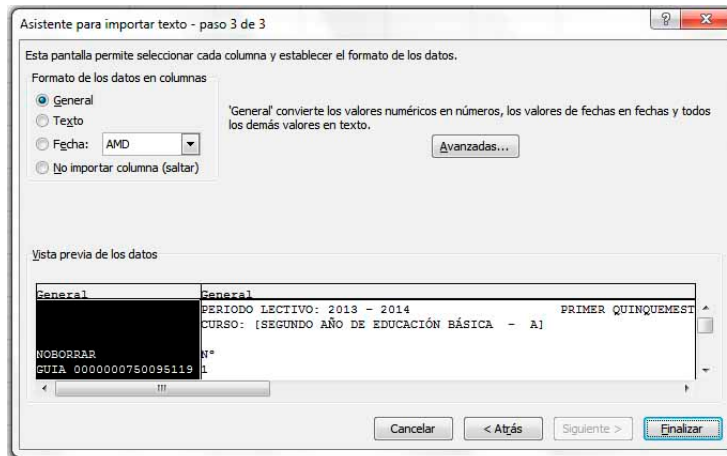 Asistente para importar texto - paso 3 de 3
Esta pantalla permite seleccionar cada columna y establecer el formato de los datos.
Formato de los datos en columnas
General
Texto
Fecha: AMD
No importar columna (saltar)
'General' convierte los valores numéricos en números, los valores de fechas en fechas y todos
los demás valores en texto.
Avanzadas...
Vista previa de los datos
General General
PERIODO LECTIVO: 2013 - 2014 PRIMER QUINQUEMEST
CURSO: [SEGUNDO AÑO DE EDUCACIÓN BÁSICA - A]
NOBORRAR Nº
GUIA 0000000750095119 1
Cancelar < Atrás Siguiente > Finalizar